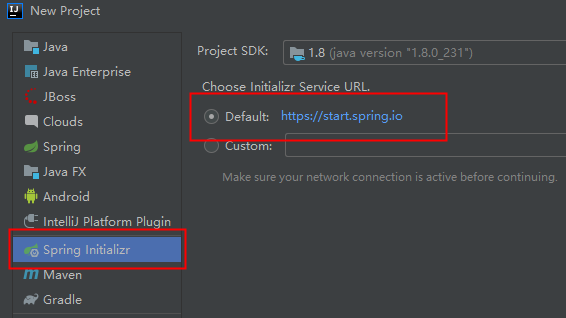 New Project
Java
Java Enterprise
JBoss
Clouds
Spring
Java FX
Android
IntelliJ Platform Plugin
Spring Initializr
Maven
Gradle
Project SDK: 1.8 (java version "1.8.0_231")
Choose Initializr Service URL.
Default: https://start.spring.io
Custom:
Make sure your network connection is active before continuing.